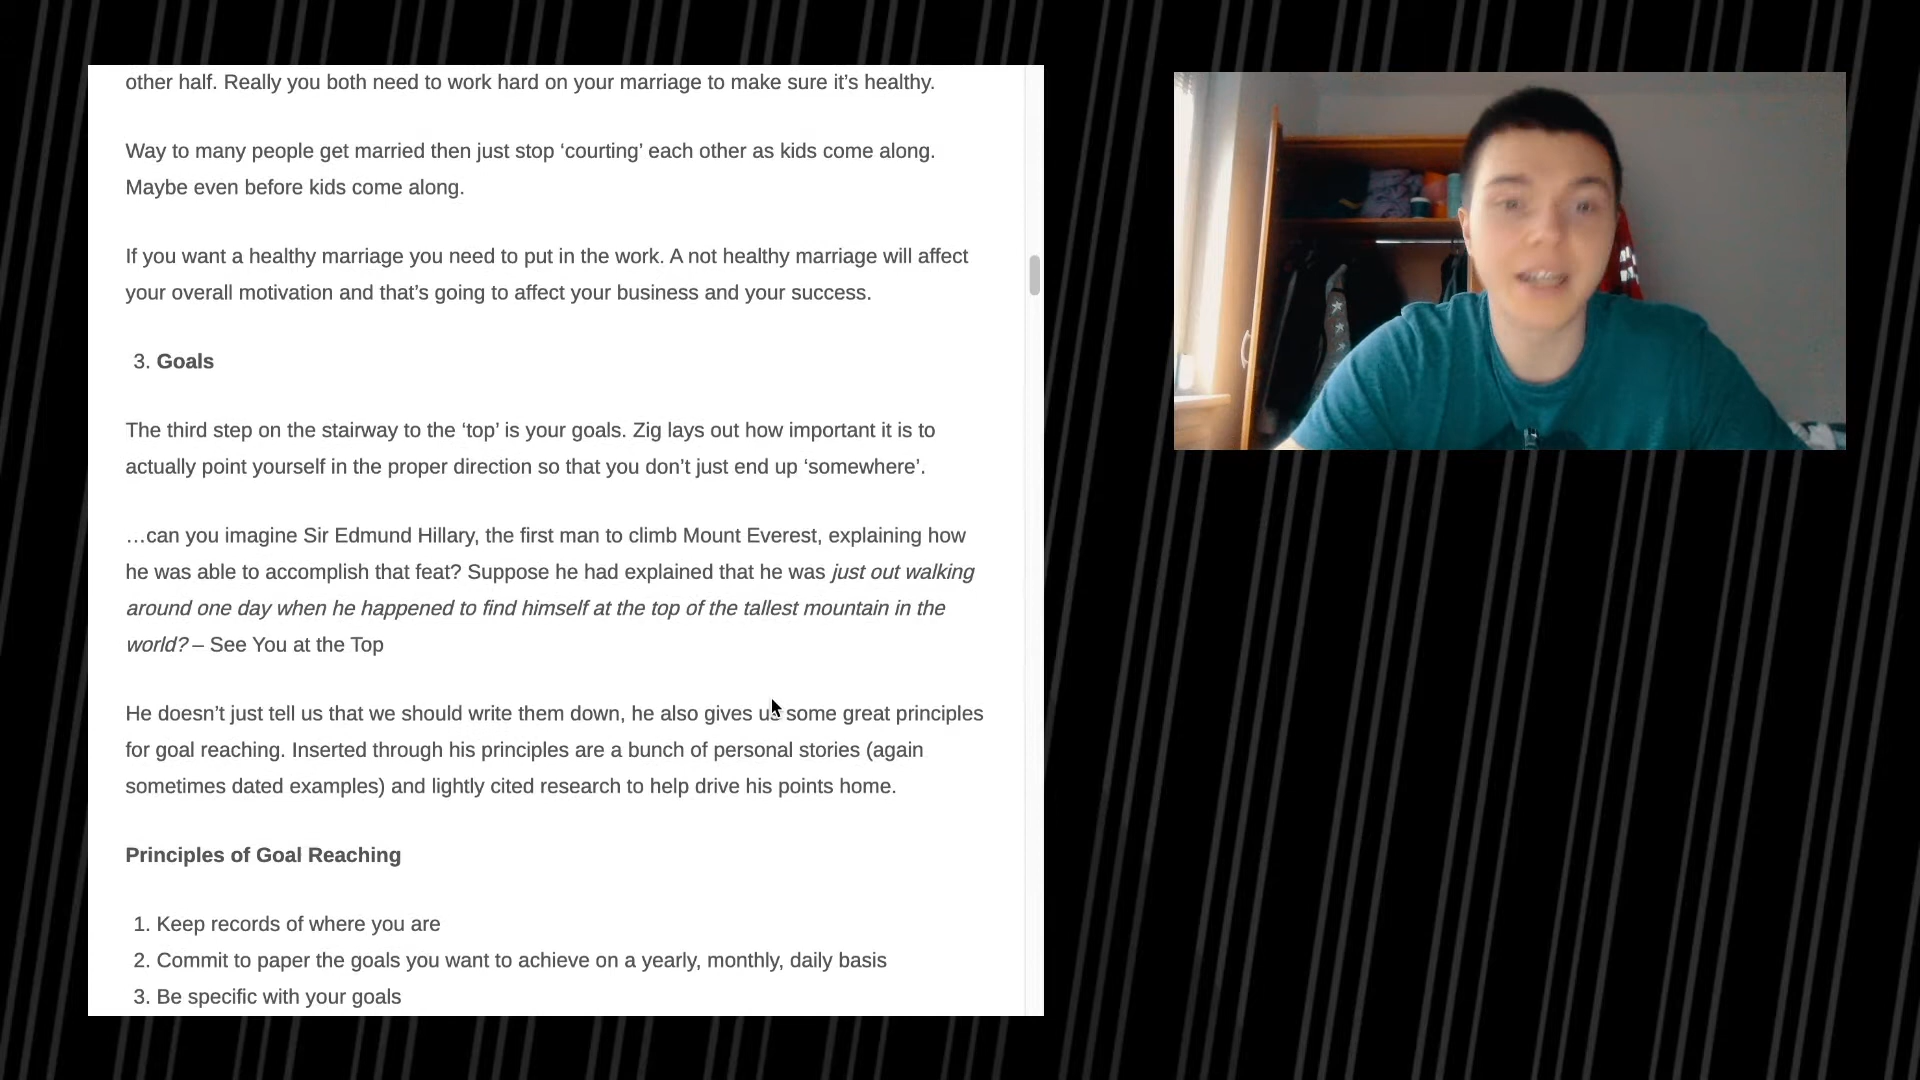 other half. Really you both need to work hard on your marriage to make sure it’s healthy.
Way to many people get married then just stop ‘courting’ each other as kids come along.
Maybe even before kids come along.
If you want a healthy marriage you need to put in the work. A not healthy marriage will affect
your overall motivation and that’s going to affect your business and your success.
3. Goals
The third step on the stairway to the ‘top’ is your goals. Zig lays out how important it is to
actually point yourself in the proper direction so that you don’t just end up ‘somewhere’.
…can you imagine Sir Edmund Hillary, the first man to climb Mount Everest, explaining how
he was able to accomplish that feat? Suppose he had explained that he was just out walking
around one day when he happened to find himself at the top of the tallest mountain in the
world? – See You at the Top
He doesn’t just tell us that we should write them down, he also gives us some great principles
for goal reaching. Inserted through his principles are a bunch of personal stories (again
sometimes dated examples) and lightly cited research to help drive his points home.
Principles of Goal Reaching
1. Keep records of where you are
2. Commit to paper the goals you want to achieve on a yearly, monthly, daily basis
3. Be specific with your goals